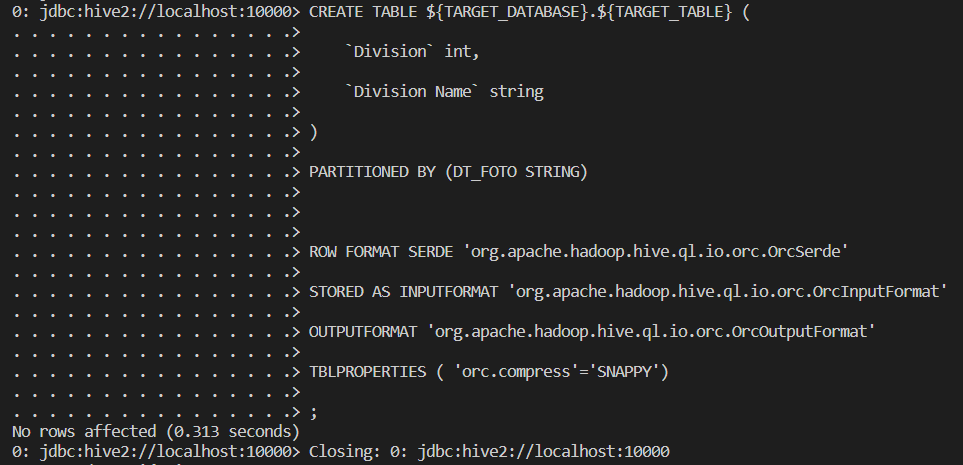 0: jdbc:hive2://localhost:10000> CREATE TABLE ${TARGET_DATABASE}.${TARGET_TABLE} (
. . . . . . . . . . . . . . . .>
. . . . . . . . . . . . . . . .>     `Division` int,
. . . . . . . . . . . . . . . .>
. . . . . . . . . . . . . . . .>     `Division Name` string
. . . . . . . . . . . . . . . .>
. . . . . . . . . . . . . . . .> )
. . . . . . . . . . . . . . . .>
. . . . . . . . . . . . . . . .> PARTITIONED BY (DT_FOTO STRING)
. . . . . . . . . . . . . . . .>
. . . . . . . . . . . . . . . .>
. . . . . . . . . . . . . . . .>
. . . . . . . . . . . . . . . .> ROW FORMAT SERDE 'org.apache.hadoop.hive.ql.io.orc.OrcSerde'
. . . . . . . . . . . . . . . .>
. . . . . . . . . . . . . . . .> STORED AS INPUTFORMAT 'org.apache.hadoop.hive.ql.io.orc.OrcInputFormat'
. . . . . . . . . . . . . . . .>
. . . . . . . . . . . . . . . .> OUTPUTFORMAT 'org.apache.hadoop.hive.ql.io.orc.OrcOutputFormat'
. . . . . . . . . . . . . . . .>
. . . . . . . . . . . . . . . .> TBLPROPERTIES ( 'orc.compress'='SNAPPY')
. . . . . . . . . . . . . . . .>
. . . . . . . . . . . . . . . .> ;
No rows affected (0.313 seconds)
0: jdbc:hive2://localhost:10000> Closing: 0: jdbc:hive2://localhost:10000